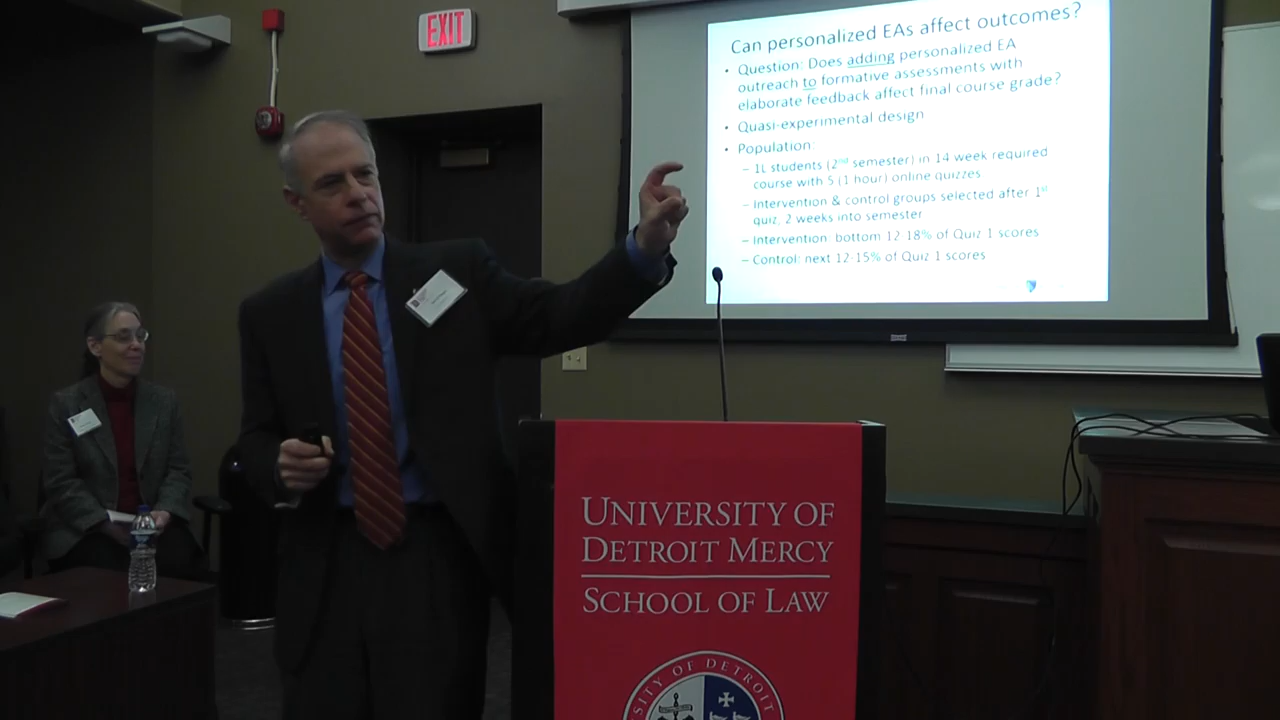 EXIT
Can personalized EAs affect outcomes?
• Question: Does adding personalized EA
outreach to formative assessments with
elaborate feedback affect final course grade?
• Quasi-experimental design
• Population:
– 1L students (2nd semester) in 14 week required
course with 5 (1 hour) online quizzes
– Intervention & control groups selected after 1st
quiz, 2 weeks into semester
– Intervention: bottom 12-18% of Quiz 1 scores
– Control: next 12-15% of Quiz 1 scores
UNIVERSITY OF
DETROIT MERCY
SCHOOL OF LAW
SITY OF DETROIT